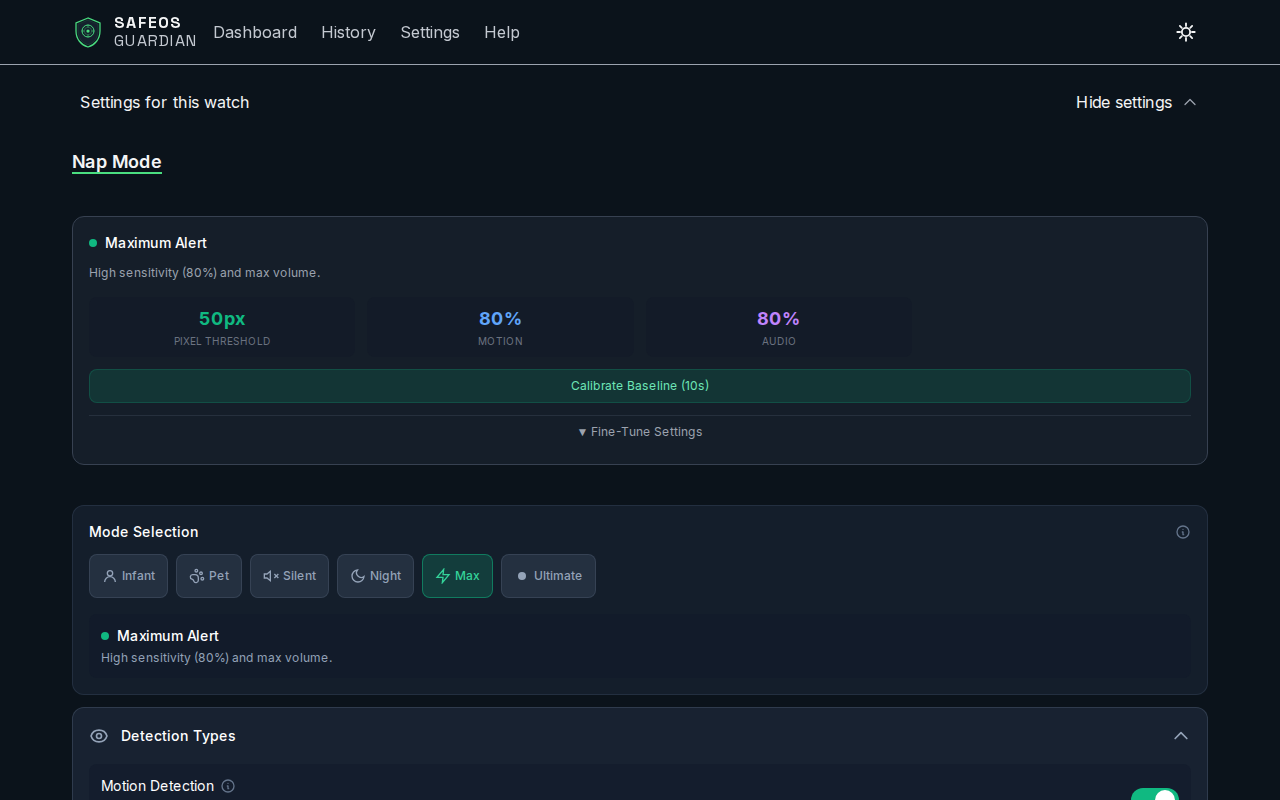 SAFEOS
GUARDIAN
Dashboard
History
Settings
Help
Settings for this watch
Hide settings
Nap Mode
Maximum Alert
High sensitivity (80%) and max volume.
50px
PIXEL THRESHOLD
80%
MOTION
80%
AUDIO
Calibrate Baseline (10s)
▼ Fine-Tune Settings
Mode Selection
Infant
Pet
Silent
Night
Max
Ultimate
Maximum Alert
High sensitivity (80%) and max volume.
Detection Types
Motion Detection